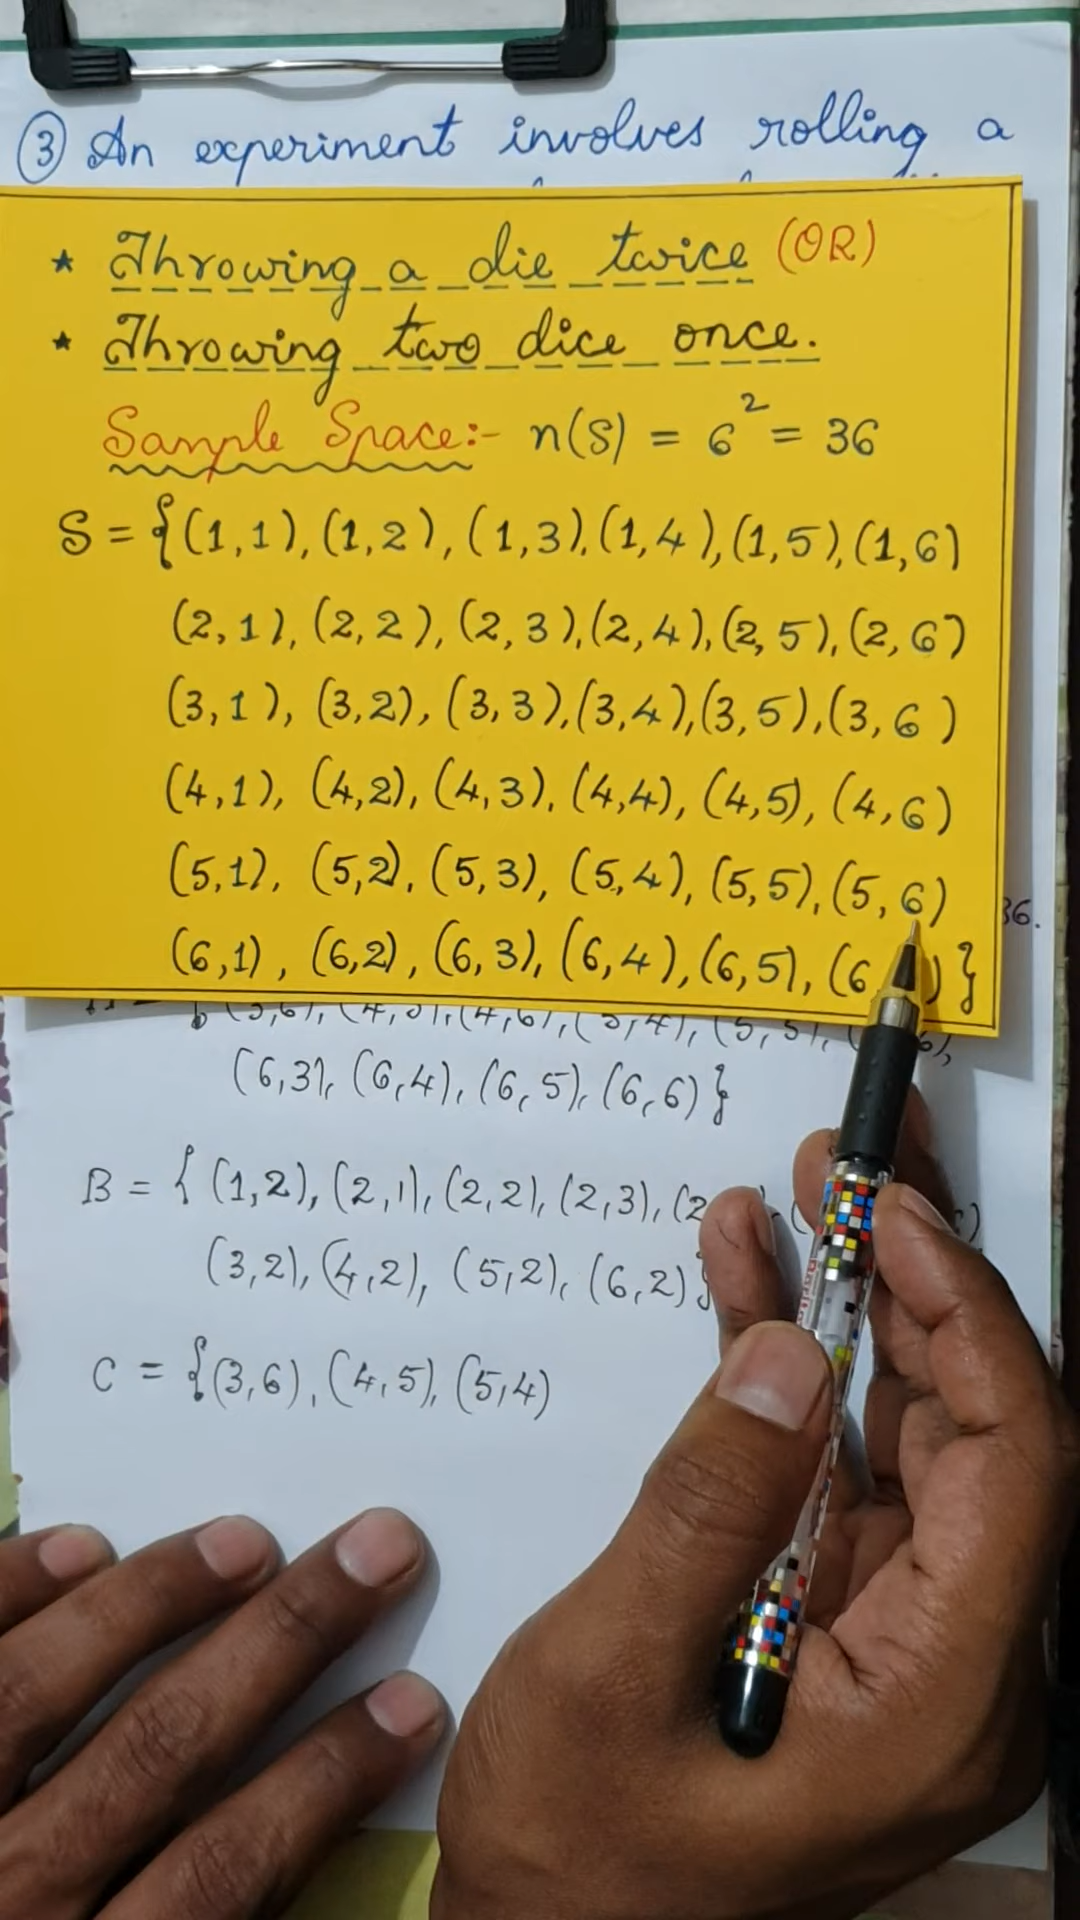 ③ An experiment involves rolling a
* Throwing a die twice (OR)
* Throwing two dice once.
Sample Space:- n(S) = 6² = 36
S = {(1,1), (1,2), (1,3), (1,4), (1,5), (1,6)
(2,1), (2,2), (2,3), (2,4), (2,5), (2,6)
(3,1), (3,2), (3,3), (3,4), (3,5), (3,6)
(4,1), (4,2), (4,3), (4,4), (4,5), (4,6)
(5,1), (5,2), (5,3), (5,4), (5,5), (5,6)
36.
(6,1), (6,2), (6,3), (6,4), (6,5), (6 )}
(6,3), (6,4), (6,5), (6,6)}
B = { (1,2), (2,1), (2,2), (2,3), (2
(3,2), (4,2), (5,2), (6,2)}
C = {(3,6), (4,5), (5,4)